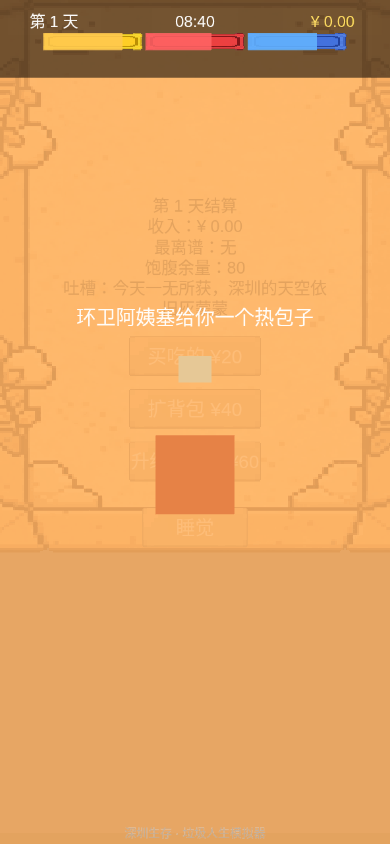 第 1 天
08:40
¥ 0.00
第 1 天结算
收入：¥ 0.00
最离谱：无
饱腹余量：80
吐槽：今天一无所获，深圳的天空依
旧
环卫阿姨塞给你一个热包子
买吃的 ¥20
扩背包 ¥40
升 60
睡觉